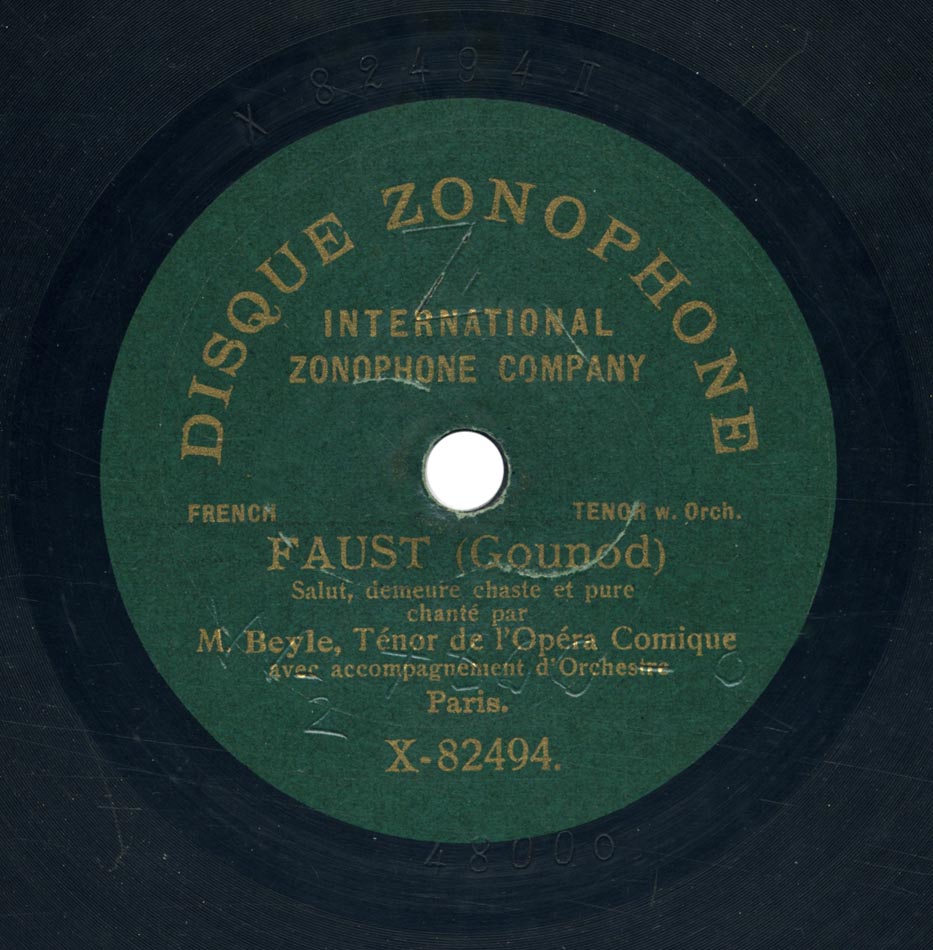 X 82494 II
DISQUE ZONOPHONE
Z
INTERNATIONAL
ZONOPHONE COMPANY
FRENCH
TENOR w. Orch.
FAUST (Gounod)
Salut, demeure chaste et pure
chanté par
M. Beyle, Ténor de l'Opéra Comique
avec accompagnement d'Orchestre
Paris.
2
X-82494.
48000